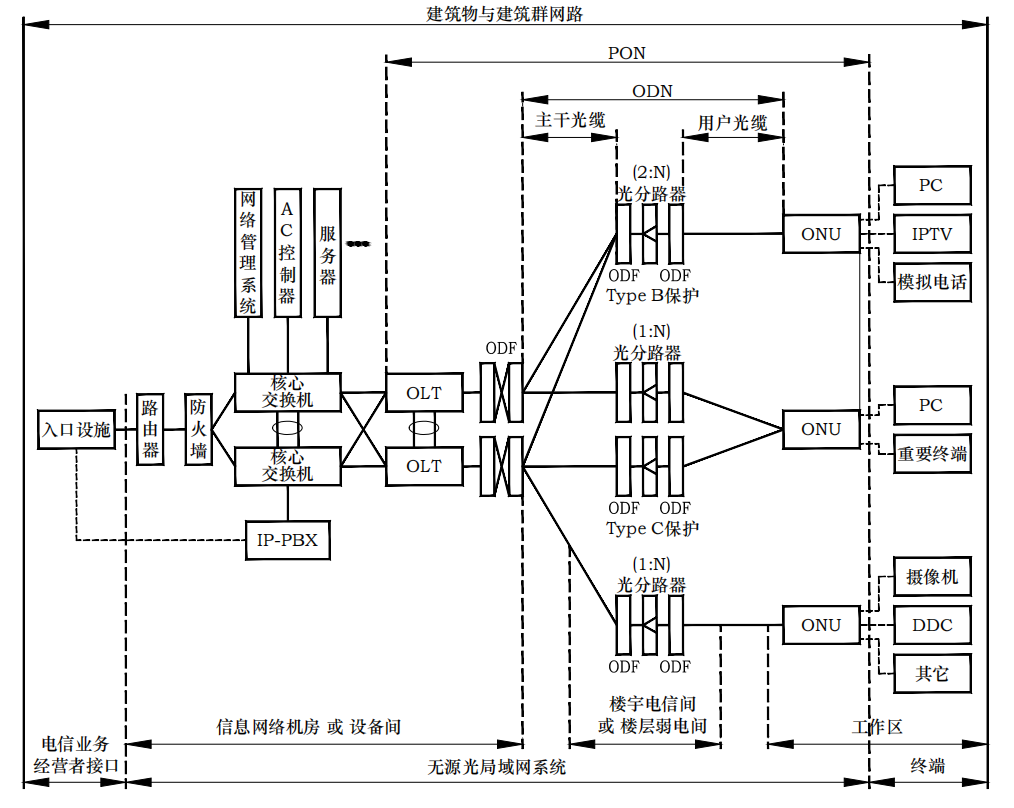 建筑物与建筑群网路
PON
ODN
主干光缆
用户光缆
(2:N)
光分路器
ODF
ODF
Type B保护
网络管理系统
AC控制器
服务器
ONU
PC
IPTV
模拟电话
ODF
(1:N)
光分路器
入口设施
路由器
防火墙
核心
交换机
核心
交换机
OLT
OLT
ODF
ODF
Type C保护
ONU
PC
重要终端
IP-PBX
(1:N)
光分路器
ODF
ODF
ONU
摄像机
DDC
其它
信息网络机房 或 设备间
楼宇电信间
或 楼层弱电间
工作区
电信业务
经营者接口
无源光局域网系统
终端